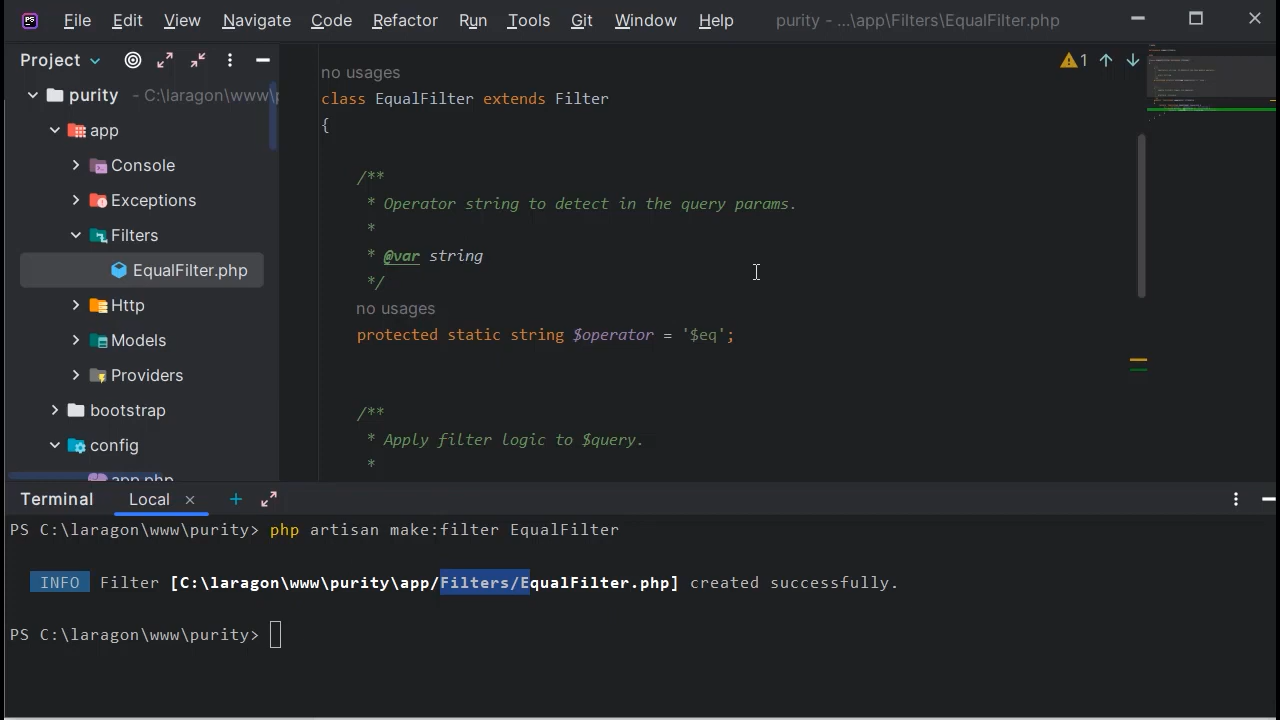 PS File Edit View Navigate Code Refactor Run Tools Git Window Help purity - ...\app\Filters\EqualFilter.php
Project
purity - C:\laragon\www\p
app
Console
Exceptions
Filters
EqualFilter.php
Http
Models
Providers
bootstrap
config
app.php
1
no usages
class EqualFilter extends Filter
{
/**
* Operator string to detect in the query params.
*
* @var string
*/
no usages
protected static string $operator = '$eq';
/**
* Apply filter logic to $query.
*
Terminal Local
PS C:\laragon\www\purity> php artisan make:filter EqualFilter
INFO Filter [C:\laragon\www\purity\app/Filters/EqualFilter.php] created successfully.
PS C:\laragon\www\purity>